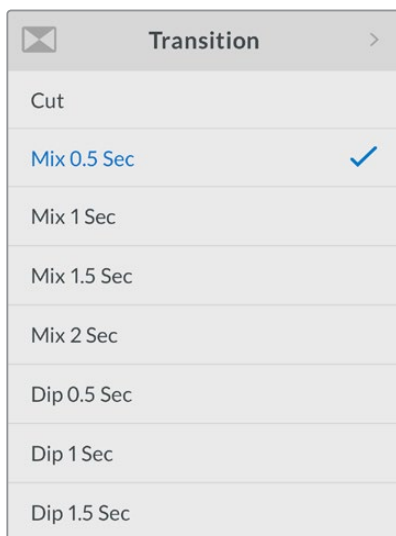 Transition
Cut
Mix 0.5 Sec
Mix 1 Sec
Mix 1.5 Sec
Mix 2 Sec
Dip 0.5 Sec
Dip 1 Sec
Dip 1.5 Sec